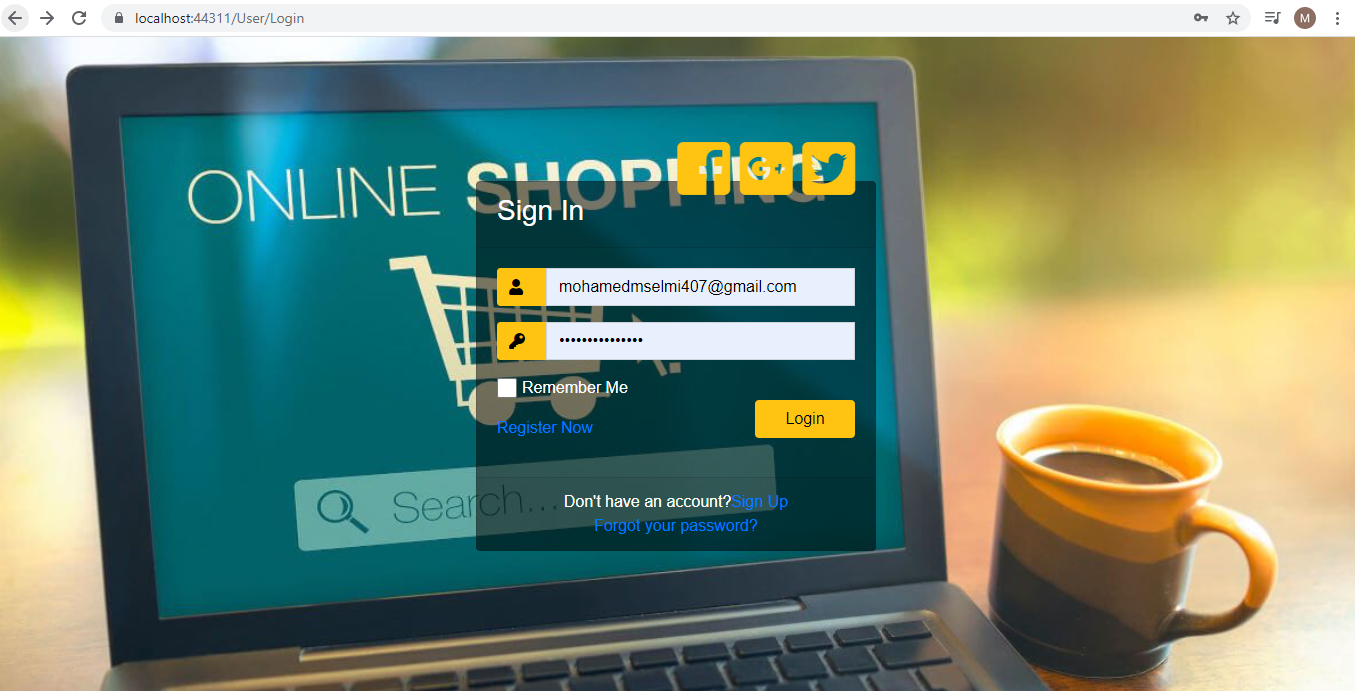 localhost:44311/User/Login
M
ONLINE SHOPPING
G+
Sign In
mohamedmselmi407@gmail.com
•••••••••••••••
Remember Me
Login
Register Now
Search...
Don't have an account?Sign Up
Forgot your password?